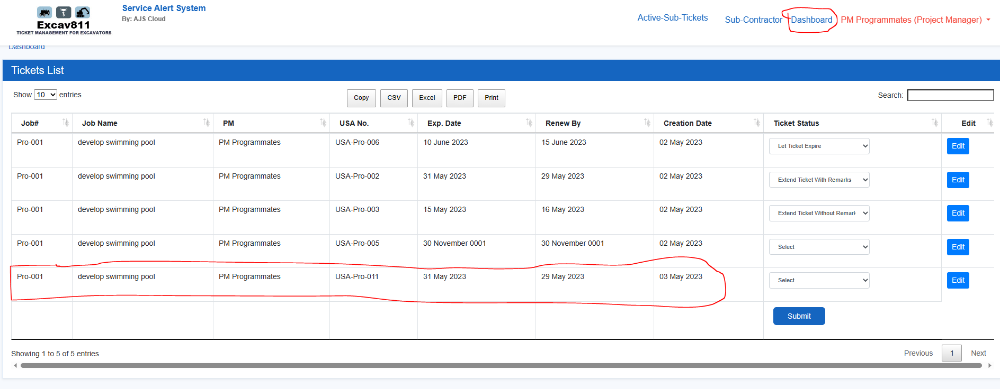 Excav811
TICKET MANAGEMENT FOR EXCAVATORS
Service Alert System
By: AJS Cloud
Active-Sub-Tickets Sub-Contractor Dashboard PM Programmates (Project Manager)
Dashboard
Tickets List
Show 10 entries Copy CSV Excel PDF Print Search:
Job# Job Name PM USA No. Exp. Date Renew By Creation Date Ticket Status Edit
Pro-001 develop swimming pool PM Programmates USA-Pro-006 10 June 2023 15 June 2023 02 May 2023 Let Ticket Expire Edit
Pro-001 develop swimming pool PM Programmates USA-Pro-002 31 May 2023 29 May 2023 02 May 2023 Extend Ticket With Remarks Edit
Pro-001 develop swimming pool PM Programmates USA-Pro-003 15 May 2023 16 May 2023 02 May 2023 Extend Ticket Without Remark Edit
Pro-001 develop swimming pool PM Programmates USA-Pro-005 30 November 0001 30 November 0001 02 May 2023 Select Edit
Pro-001 develop swimming pool PM Programmates USA-Pro-011 31 May 2023 29 May 2023 03 May 2023 Select Edit
Submit
Showing 1 to 5 of 5 entries Previous 1 Next